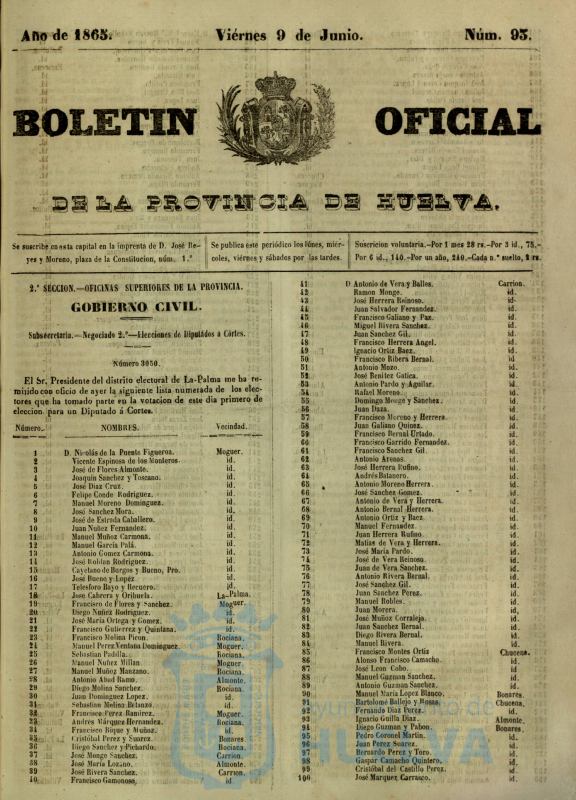 Año de 1865. Viérnes 9 de Junio. Núm. 93.
BOLETIN OFICIAL
DE LA PROVINCIA DE HUELVA.
Se suscribe en esta capital en la imprenta de D. José Re-
yes y Moreno, plaza de la Constitucion, núm. 1.º
Se publica este periódico los lúnes, miér-
coles, viérnes y sábados por las tardes.
Suscricion voluntaria.—Por 1 mes 28 rs.—Por 3 id., 75.—
Por 6 id., 140.—Por un año, 240.—Cada n.º suelto, 2 rs.
2.ª SECCION.—OFICINAS SUPERIORES DE LA PROVINCIA.
GOBIERNO CIVIL.
Subsecretaría.—Negociado 2.º—Elecciones de Diputados à Córtes.
Número 3050.
El Sr. Presidente del distrito electoral de La-Palma me ha re-
mitido con oficio de ayer la siguiente lista numerada de los elec-
tores que ha tomado parte en la votacion de este dia primero de
eleccion para un Diputado á Cortes.
Número. NOMBRES. Vecindad.
1 D. Nicolás de la Puente Figueroa. Moguer.
2 Vicente Espinosa de los Monteros. id.
3 José de Flores Almonte. id.
4 Joaquin Sanchez y Toscano. id.
5 José Diaz Cruz. id.
6 Felipe Conde Rodriguez. id.
7 Manuel Moreno Dominguez. id.
8 José Sanchez Mora. id.
9 José de Estrada Caballero. id.
10 Juan Nuñez Fernandez. id.
11 Manuel Muñoz Carmona. id.
12 Manuel Garcia Palá. id.
13 Antonio Gomez Carmona. id.
14 José Roldan Rodriguez. id.
15 Cayetano de Borgos y Bueno, Pro. id.
16 José Bueno y Lopéz id.
17 Telesforo Bayo y Recuero. id.
18 José Cabrera y Orihuela. La-Palma.
19 Francisco de Flores y Sanchez. Moguer.
20 Diego Nuñez Rodriguez. id.
21 José Maria Ortega y Gomez. id.
22 Francisco Gutierrez y Quintana. id.
23 Francisco Molina Picon. Rociana.
24 Manuel Perez Ventana Dominguez. Moguer.
25 Sebastian Padilla. Rociana.
26 Manuel Nuñez Millan. Moguer.
27 Manuel Muñoz Manzano. Rociana.
28 Antonio Abad Ramo. Almonte.
29 Diego Molina Sanchez. Rociana.
30 Juan Dominguez Lopez. id.
31 Sebastian Molina Betanzo. id.
32 Francisco Perez Ramirez. Moguer.
33 Andrés Márquez Hernandez. Rociana.
34 Francisco Rique y Muñoz. id.
35 Cristóbal Perez y Suarez. Bonares.
36 Diego Sanchez y Pichardo. Rociana.
37 José Mongo Sanchez. Carrion.
38 José Maria Lozano. Almonte.
39 José Rivera Sanchez. Carrion.
40 Francisco Gamonoso, id.
41 D Antonio de Vera y Balles. Carrion.
42 Ramon Monge. id.
43 José Herrera Reinoso. id.
44 Juan Salvador Fernandez. id.
45 Francisco Galiano y Paz. id.
46 Miguel Rivera Sanchez. id.
47 Juan Sanchez Gil. id.
48 Francisco Herrera Angel. id.
49 Ignacio Ortiz Baez. id.
50 Francisco Ribera Bernal. id.
51 Antonio Mozo. id.
52 José Benitez Gatica. id.
53 Antonio Pardo y Aguilar. id.
54 Rafael Moreno. id.
55 Domingo Monge y Sanchez. id.
56 Juan Daza. id.
57 Francisco Moreno y Herrera. id.
58 Juan Galiano Quinez. id.
59 Francisco Bernal Urtado. id.
60 Francisco Garrido Fernandez. id.
61 Francisco Sanchez Gil. id.
62 Antonio Arenas. id.
63 José Herrera Rufino. id.
64 Andrés Batanero. id.
65 Antonio Moreno Herrera. id.
66 José Sanchez Gomez. id.
67 Antonio de Vera y Herrera. id.
68 Antonio Bernal Herrera. id.
69 Antonio Ortiz y Baez. id.
70 Manuel Fernandez. id.
71 Juan Herrera Rufino. id.
72 Matias de Vera y Herrera. id.
73 José Maria Pardo. id.
74 José de Vera Reinoso. id.
75 Juan de Vera Sanchez. id.
76 Antonio Rivera Bernal. id.
77 José Sanchez Gil. id.
78 Juan Sanchez Perez. id.
79 Manuel Robles. id.
80 Juan Morera. id.
81 José Muñoz Corralejo. id.
82 Juan Sanchez Bernal. id.
83 Diego Rivera Bernal. id.
84 Manuel Rivera. id.
85 Francisco Montes Ortiz Chucena.
86 Alonso Francisco Camacho. id.
87 José Leon Cobo. id.
88 Manuel Guzman Sanchez. id.
89 Antonio Guzman Sanchez. id.
90 Manuel Maria Lopez Blanco. Bonares.
91 Bartolomé Ballejo y Rosas. Chucena.
92 Fernando Diaz Perez. id.
93 Ignacio Guilla Diaz. Almonte.
94 Diego Guzman y Pabon. Bonares.
95 Pedro Coronel Martin. id.
96 Juan Perez Suarez. id.
97 Bernardo Perez y Toro. id.
98 Gaspar Camacho Quintero. id.
99 Cristóbal del Castillo Perez. id.
100 José Marquez Carrasco. id.
HUELVA